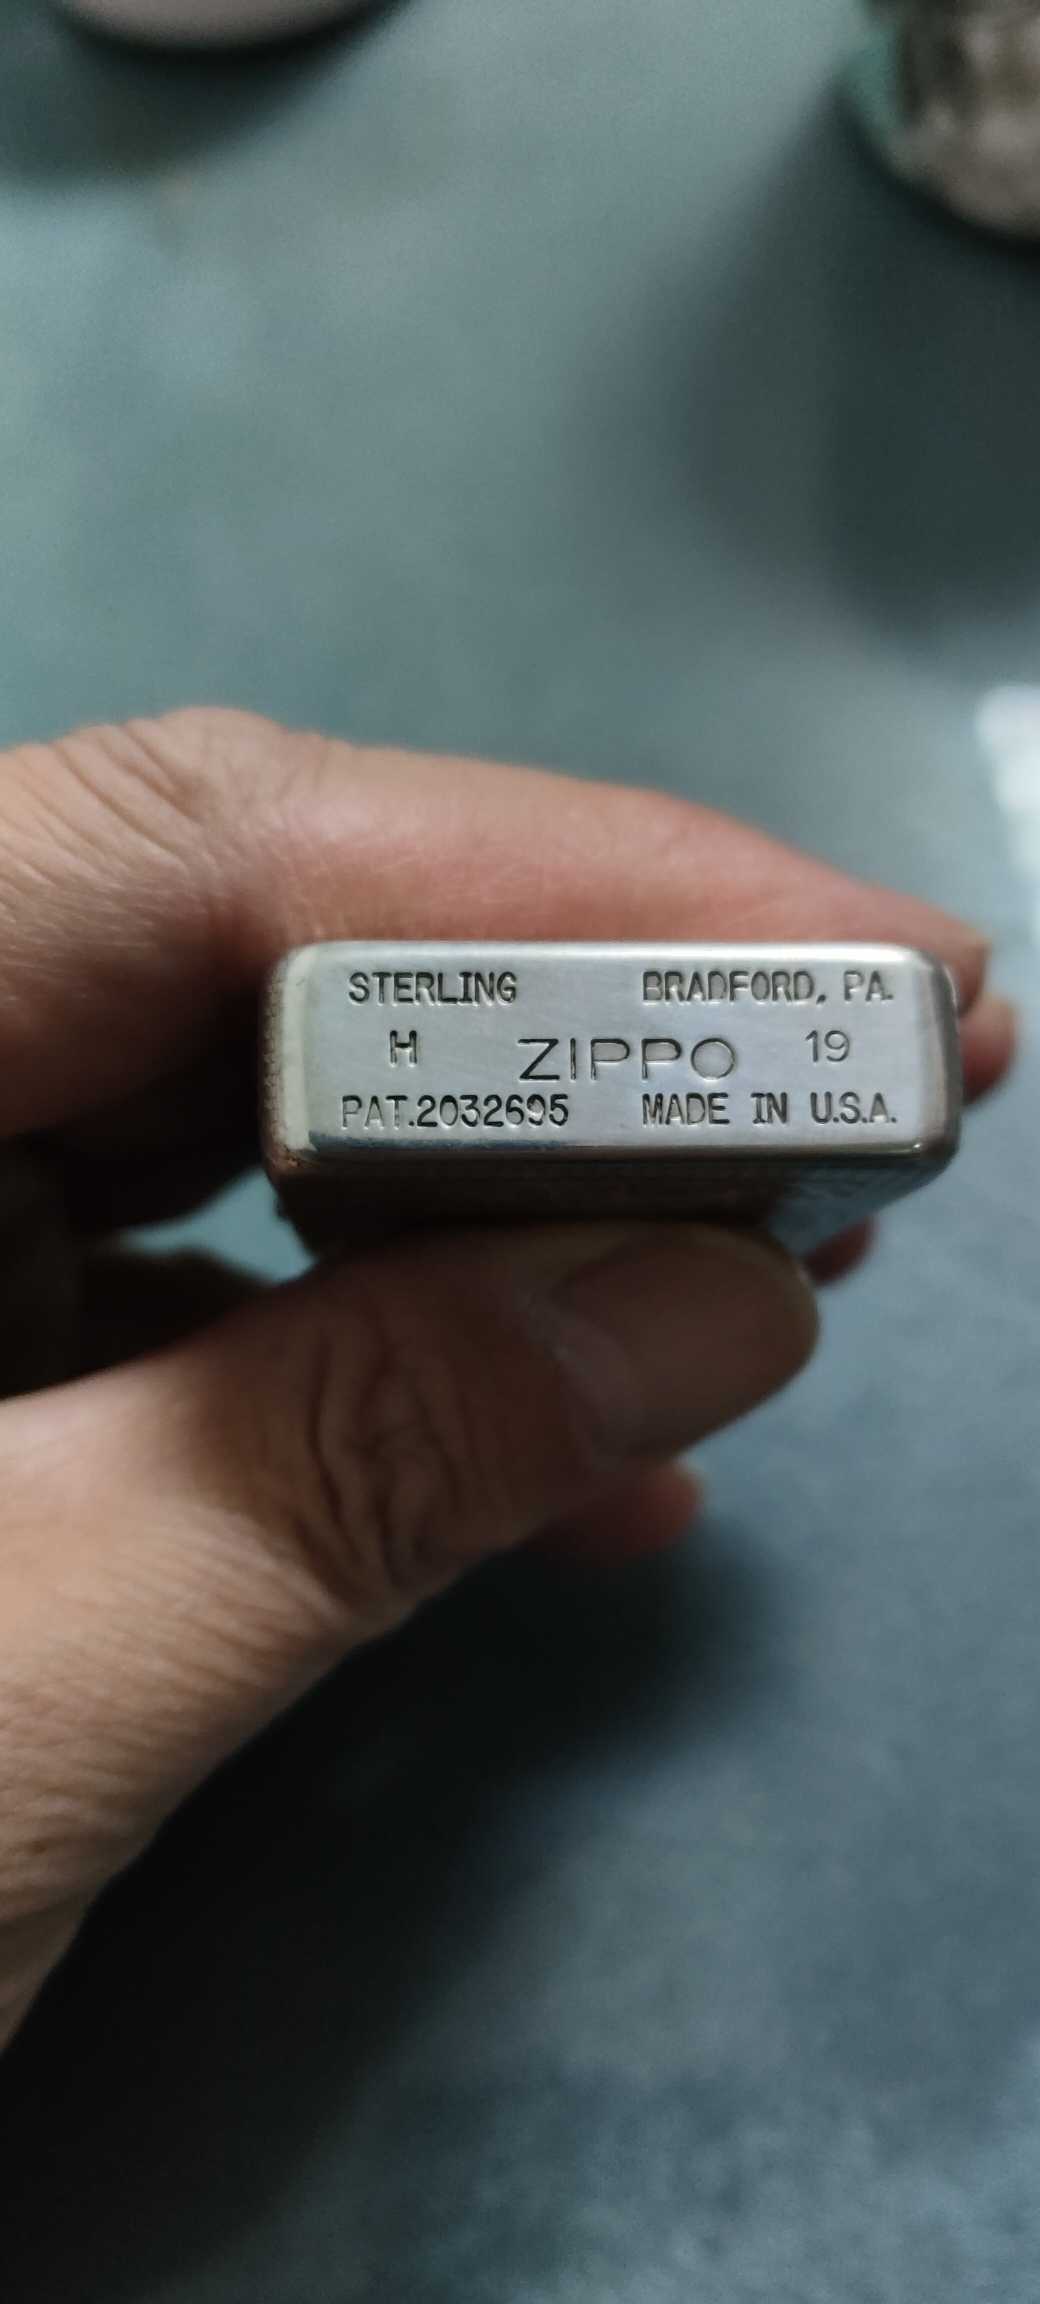 STERLING BRADFORD, PA.
H ZIPPO 19
PAT.2032695 MADE IN U.S.A.